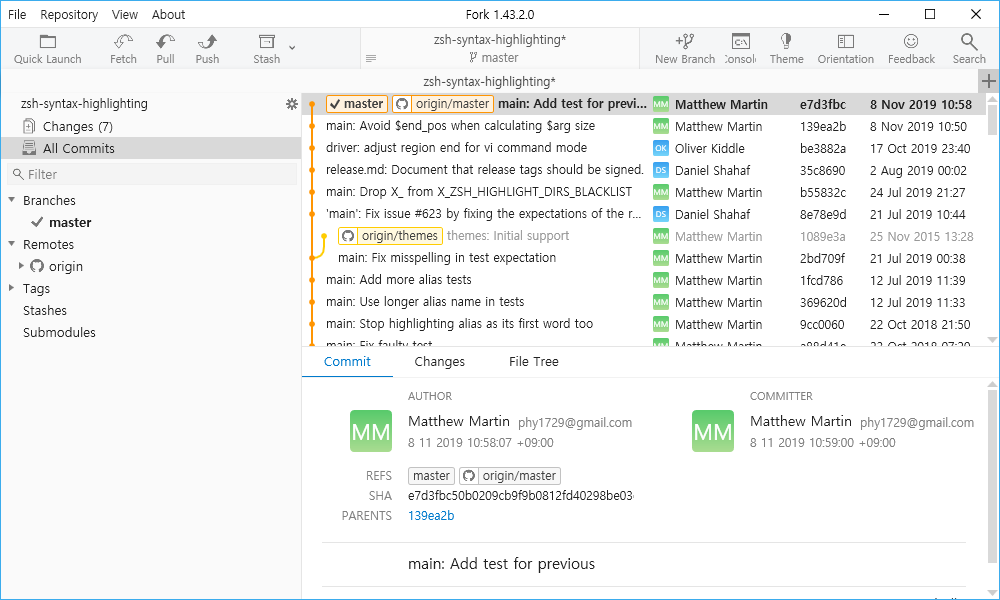 File Repository View About Fork 1.43.2.0
Quick Launch Fetch Pull Push Stash zsh-syntax-highlighting* New Branch Console Theme Orientation Feedback Search
master
zsh-syntax-highlighting*
zsh-syntax-highlighting
Changes (7)
All Commits
Filter
Branches
master
Remotes
origin
Tags
Stashes
Submodules
master origin/master main: Add test for previ... MM Matthew Martin e7d3fbc 8 Nov 2019 10:58
main: Avoid $end_pos when calculating $arg size MM Matthew Martin 139ea2b 8 Nov 2019 10:50
driver: adjust region end for vi command mode OK Oliver Kiddle be3882a 17 Oct 2019 23:40
release.md: Document that release tags should be signed. DS Daniel Shahaf 35c8690 2 Aug 2019 00:02
main: Drop X_ from X_ZSH_HIGHLIGHT_DIRS_BLACKLIST MM Matthew Martin b55832c 24 Jul 2019 21:27
'main': Fix issue #623 by fixing the expectations of the r... DS Daniel Shahaf 8e78e9d 21 Jul 2019 10:44
origin/themes themes: Initial support MM Matthew Martin 1089e3a 25 Nov 2015 13:28
main: Fix misspelling in test expectation MM Matthew Martin 2bd709f 21 Jul 2019 00:38
main: Add more alias tests MM Matthew Martin 1fcd786 12 Jul 2019 11:39
main: Use longer alias name in tests MM Matthew Martin 369620d 12 Jul 2019 11:33
main: Stop highlighting alias as its first word too MM Matthew Martin 9cc0060 22 Oct 2018 21:50
main: Fix faulty test MM Matthew Martin a88d41e 22 Oct 2018 07:20
Commit Changes File Tree
AUTHOR
MM Matthew Martin phy1729@gmail.com
8 11 2019 10:58:07 +09:00
COMMITTER
MM Matthew Martin phy1729@gmail.com
8 11 2019 10:59:00 +09:00
REFS master origin/master
SHA e7d3fbc50b0209cb9f9b0812fd40298be03
PARENTS 139ea2b
main: Add test for previous